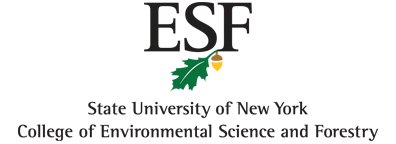 ESF
State University of New York
College of Environmental Science and Forestry